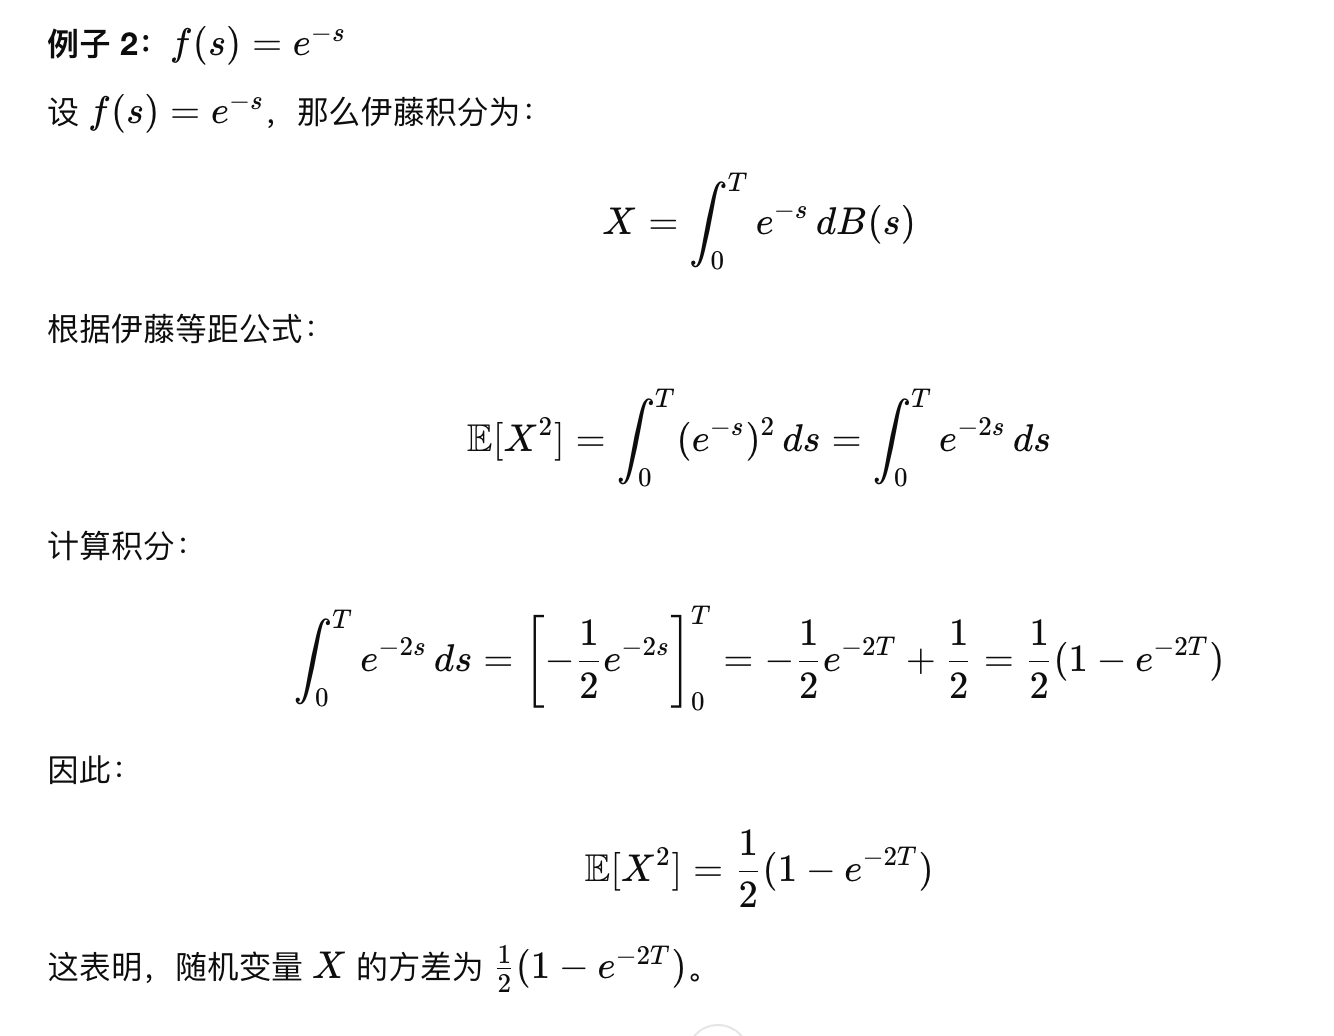 例子 2：f(s) = e^{-s}
设 f(s) = e^{-s}，那么伊藤积分为：
X = \int_0^T e^{-s} dB(s)
根据伊藤等距公式：
\mathbb{E}[X^2] = \int_0^T (e^{-s})^2 ds = \int_0^T e^{-2s} ds
计算积分：
\int_0^T e^{-2s} ds = \left[-\frac{1}{2}e^{-2s}\right]_0^T = -\frac{1}{2}e^{-2T} + \frac{1}{2} = \frac{1}{2}(1 - e^{-2T})
因此：
\mathbb{E}[X^2] = \frac{1}{2}(1 - e^{-2T})
这表明，随机变量 X 的方差为 \frac{1}{2}(1 - e^{-2T})。